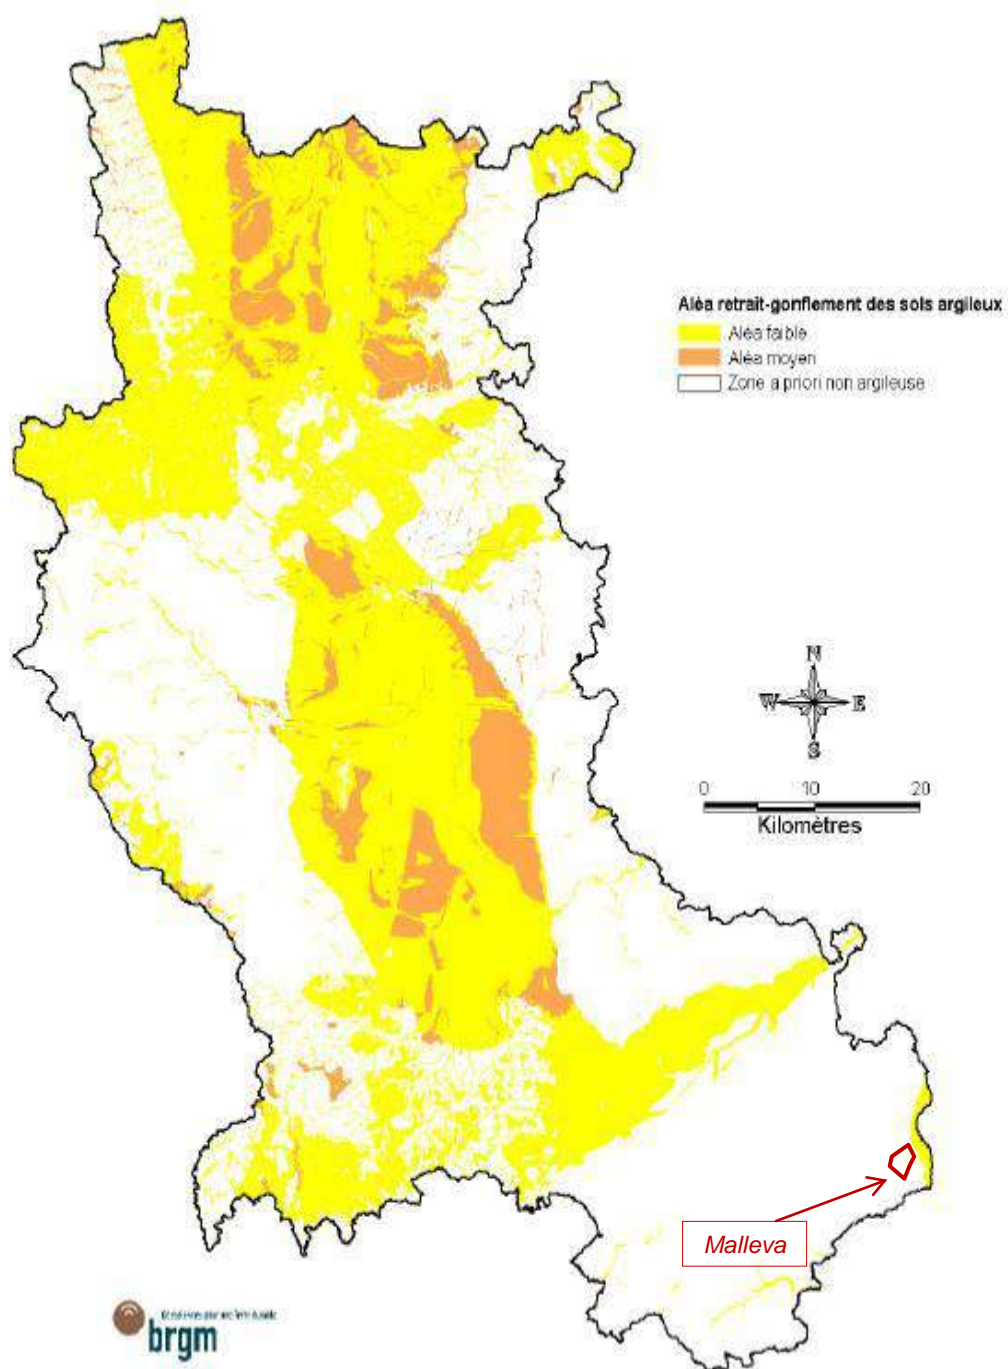 Aléa retrait-gonflement des sols argileux
Aléa faible
Aléa moyen
Zone a priori non argileuse
N
W E
S
0 10 20
Kilomètres
Malleva
brgm